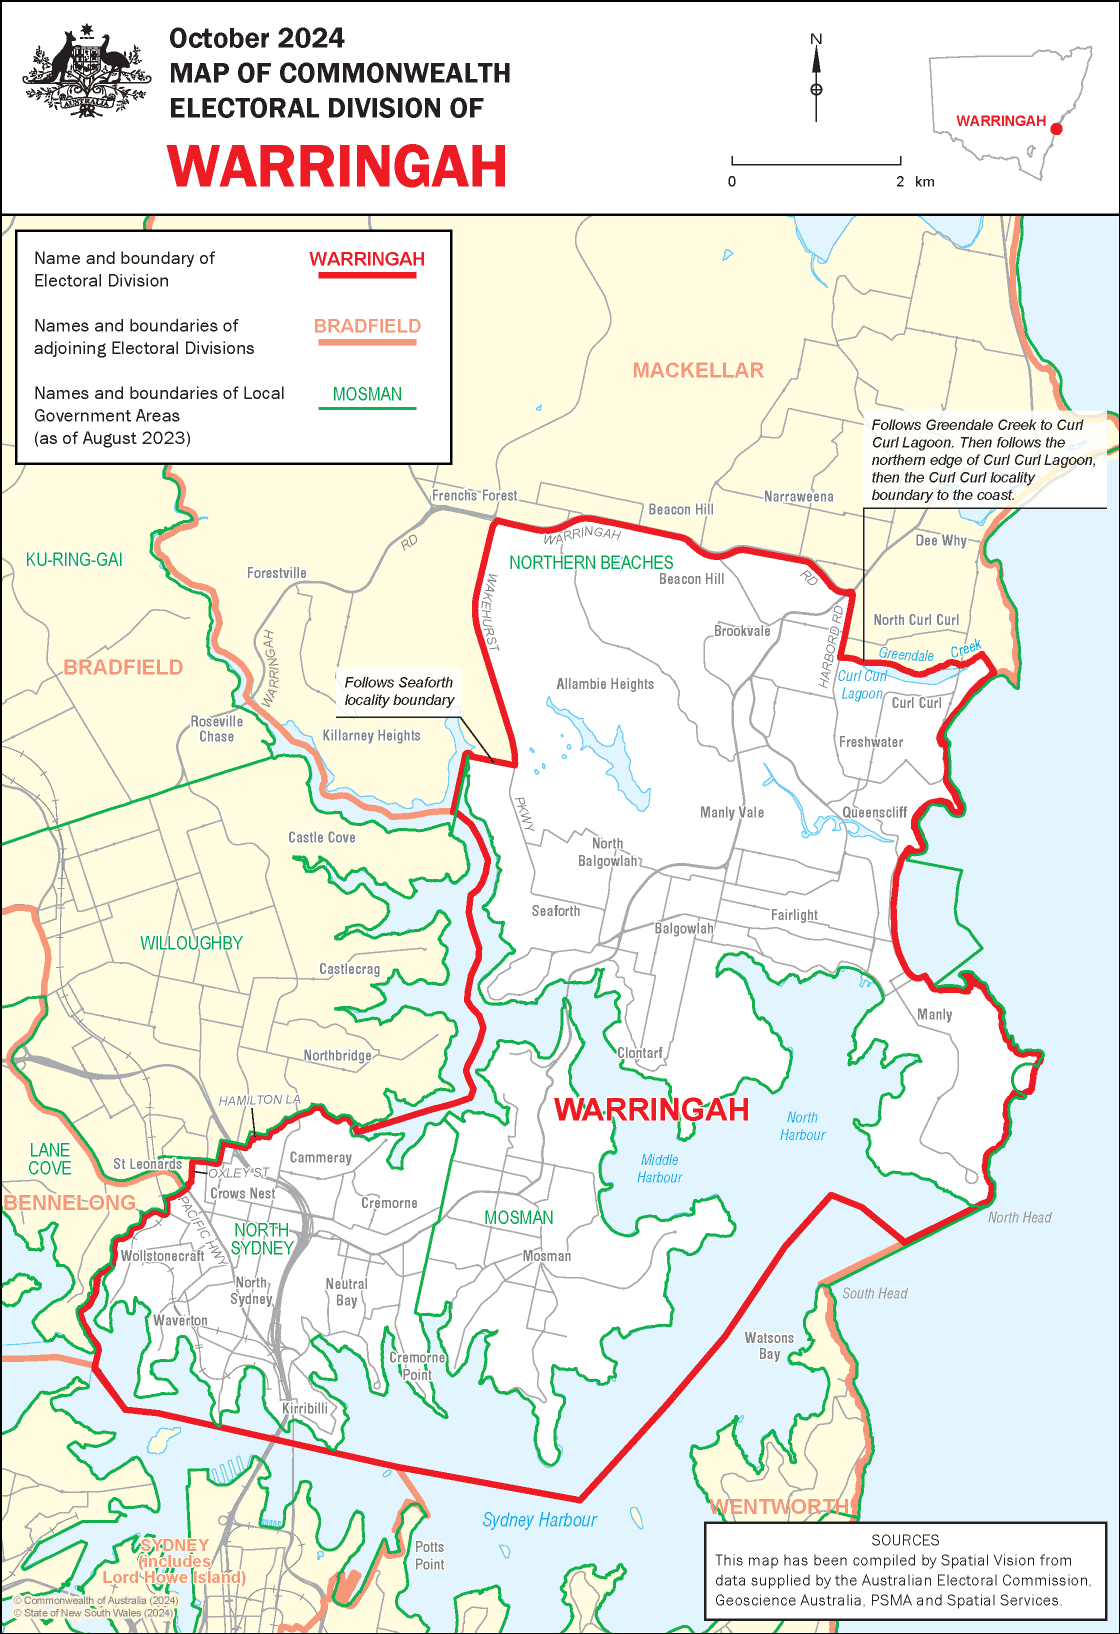 October 2024
MAP OF COMMONWEALTH
ELECTORAL DIVISION OF
WARRINGAH
AUSTRALIA
N
0 2 km
WARRINGAH
Name and boundary of
Electoral Division
WARRINGAH
Names and boundaries of
adjoining Electoral Divisions
BRADFIELD
Names and boundaries of Local
Government Areas
(as of August 2023)
MOSMAN
MACKELLAR
Follows Greendale Creek to Curl
Curl Lagoon. Then follows the
northern edge of Curl Curl Lagoon,
then the Curl Curl locality
boundary to the coast.
Frenchs Forest
Narraweena
Beacon Hill
RD
WARRINGAH
Dee Why
KU-RING-GAI
NORTHERN BEACHES
Forestville
Beacon Hill
RD
WAKEHURST
North Curl Curl
HARBORD RD
Brookvale
WARRINGAH
Greendale Creek
BRADFIELD
Follows Seaforth
locality boundary
Allambie Heights
Curl Curl
Lagoon
Curl Curl
Roseville
Chase
Killarney Heights
Freshwater
PKWY
Manly Vale
Queenscliff
Castle Cove
North
Balgowlah
Seaforth
Fairlight
Balgowlah
WILLOUGHBY
Castlecrag
Manly
Northbridge
Clontarf
HAMILTON LA
WARRINGAH
North
Harbour
LANE
COVE
St Leonards
Cammeray
Middle
Harbour
OXLEY ST
Crows Nest
BENNELONG
Cremorne
PACIFIC HWY
MOSMAN
North Head
NORTH
SYDNEY
Wollstonecraft
Mosman
North
Sydney
Neutral
Bay
South Head
Waverton
Watsons
Bay
Cremorne
Point
Kirribilli
WENTWORTH
Sydney Harbour
SYDNEY
(includes
Lord Howe Island)
Potts
Point
SOURCES
This map has been compiled by Spatial Vision from
data supplied by the Australian Electoral Commission,
Geoscience Australia, PSMA and Spatial Services.
© Commonwealth of Australia (2024)
© State of New South Wales (2024)